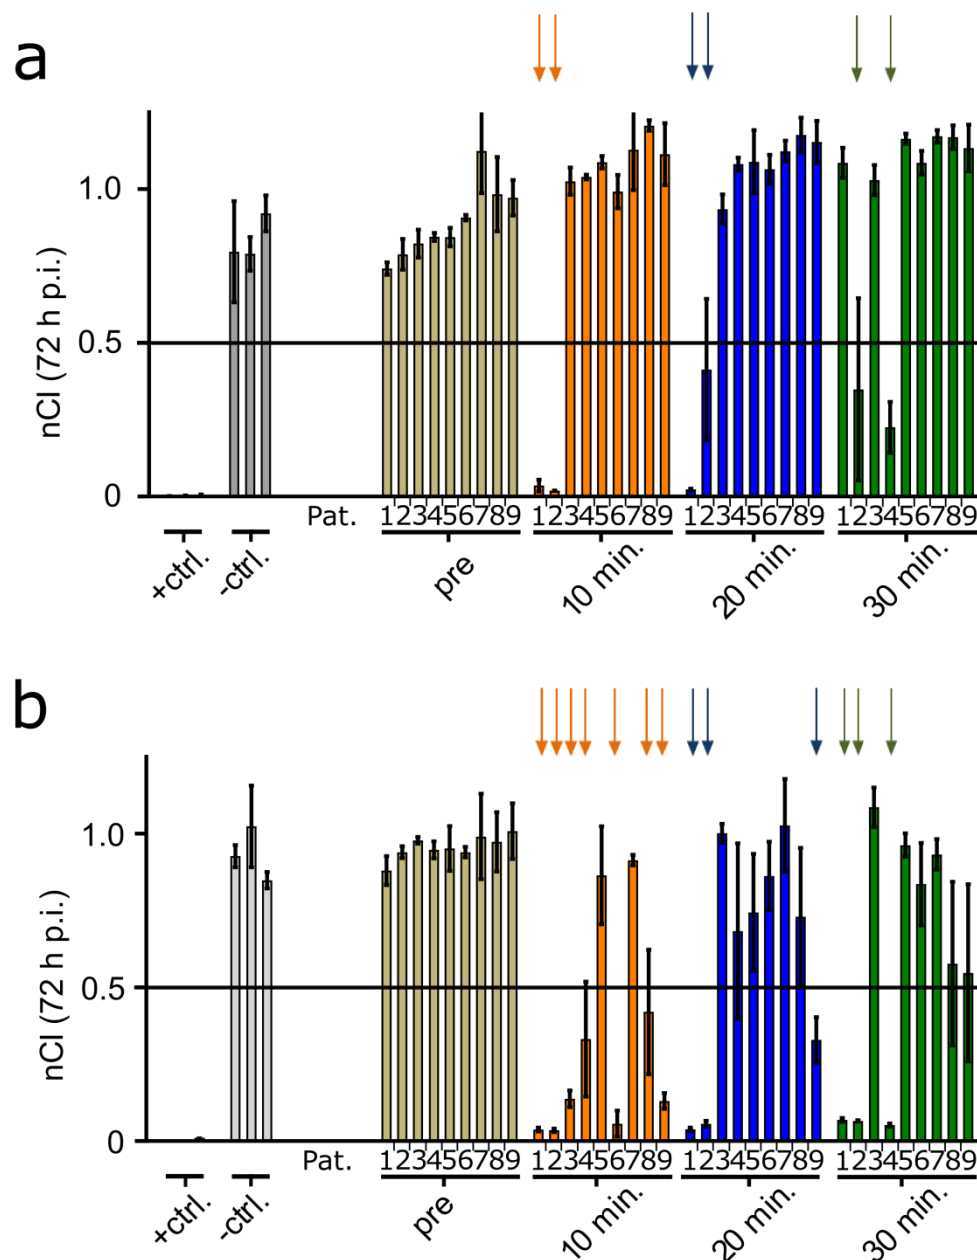 a
nCI (72 h p.i.)
1.0
0.5
0
Pat. 123456789 123456789 123456789 123456789
+ctrl. -ctrl. pre 10 min. 20 min. 30 min.
b
nCI (72 h p.i.)
1.0
0.5
0
Pat. 123456789 123456789 123456789 123456789
+ctrl. -ctrl. pre 10 min. 20 min. 30 min.